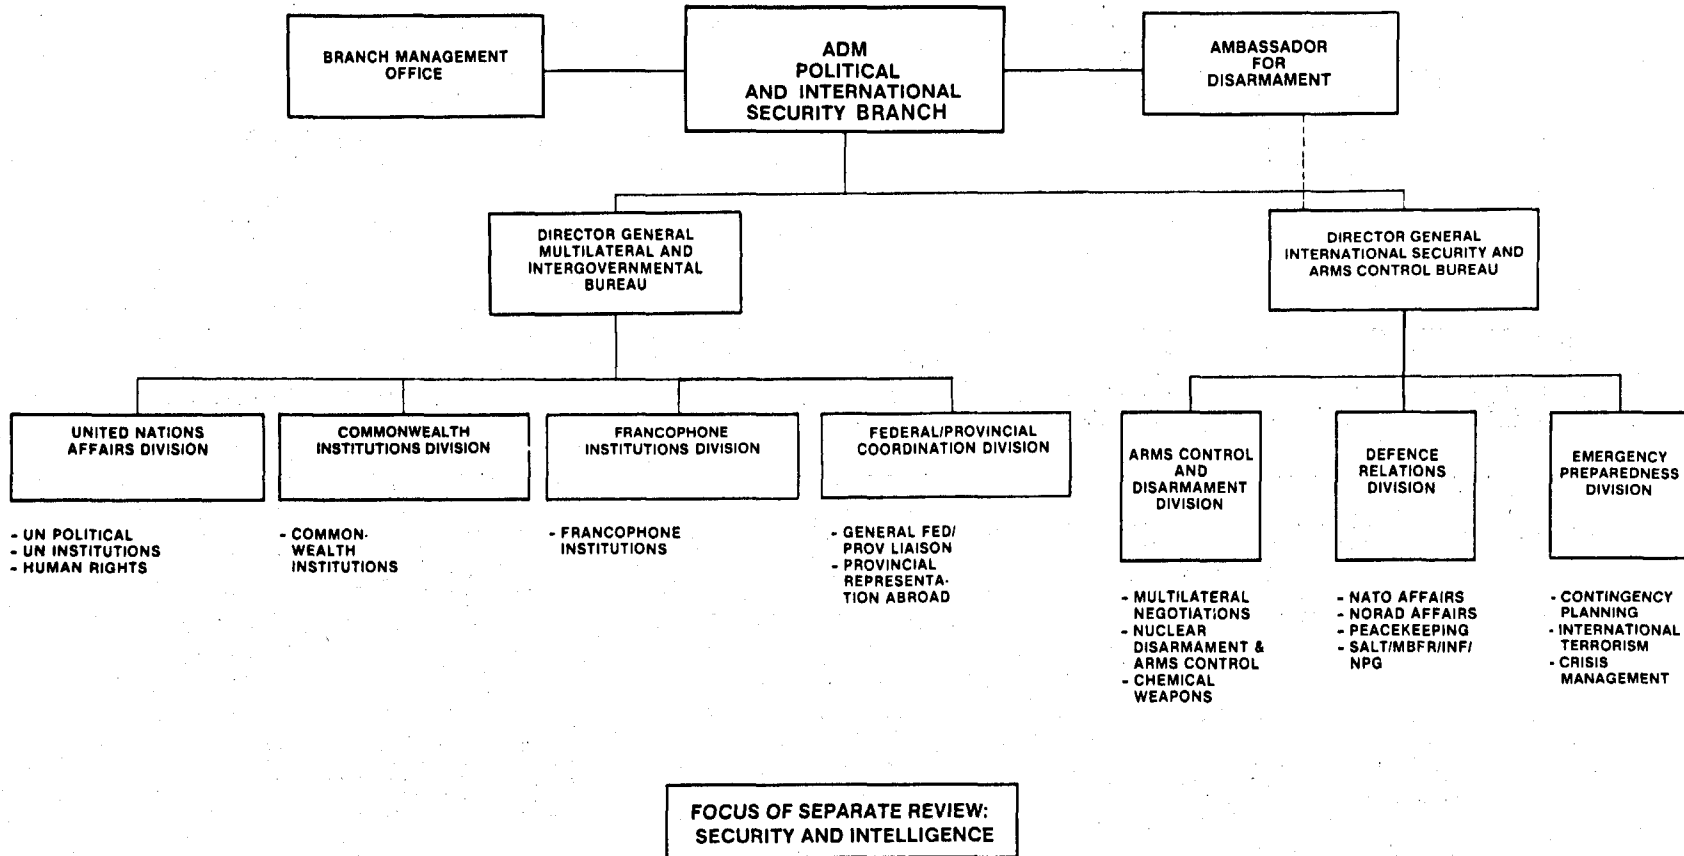 BRANCH MANAGEMENT
OFFICE
ADM
POLITICAL
AND INTERNATIONAL
SECURITY BRANCH
AMBASSADOR
FOR
DISARMAMENT
DIRECTOR GENERAL
MULTILATERAL AND
INTERGOVERNMENTAL
BUREAU
DIRECTOR GENERAL
INTERNATIONAL SECURITY AND
ARMS CONTROL BUREAU
UNITED NATIONS
AFFAIRS DIVISION
- UN POLITICAL
- UN INSTITUTIONS
- HUMAN RIGHTS
COMMONWEALTH
INSTITUTIONS DIVISION
- COMMON-
WEALTH
INSTITUTIONS
FRANCOPHONE
INSTITUTIONS DIVISION
- FRANCOPHONE
INSTITUTIONS
FEDERAL/PROVINCIAL
COORDINATION DIVISION
- GENERAL FED/
PROV LIAISON
- PROVINCIAL
REPRESENTA-
TION ABROAD
ARMS CONTROL
AND
DISARMAMENT
DIVISION
- MULTILATERAL
NEGOTIATIONS
- NUCLEAR
DISARMAMENT &
ARMS CONTROL
- CHEMICAL
WEAPONS
DEFENCE
RELATIONS
DIVISION
- NATO AFFAIRS
- NORAD AFFAIRS
- PEACEKEEPING
- SALT/MBFR/INF/
NPG
EMERGENCY
PREPAREDNESS
DIVISION
- CONTINGENCY
PLANNING
- INTERNATIONAL
TERRORISM
- CRISIS
MANAGEMENT
FOCUS OF SEPARATE REVIEW:
SECURITY AND INTELLIGENCE